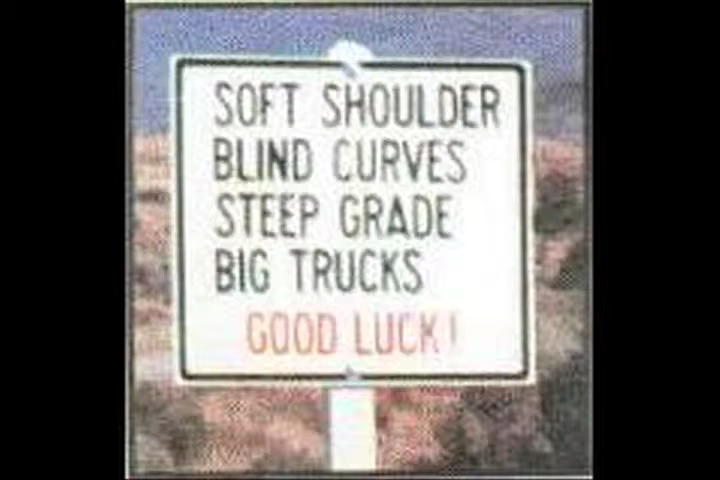 SOFT SHOULDER
BLIND CURVES
STEEP GRADE
BIG TRUCKS
GOOD LUCK!